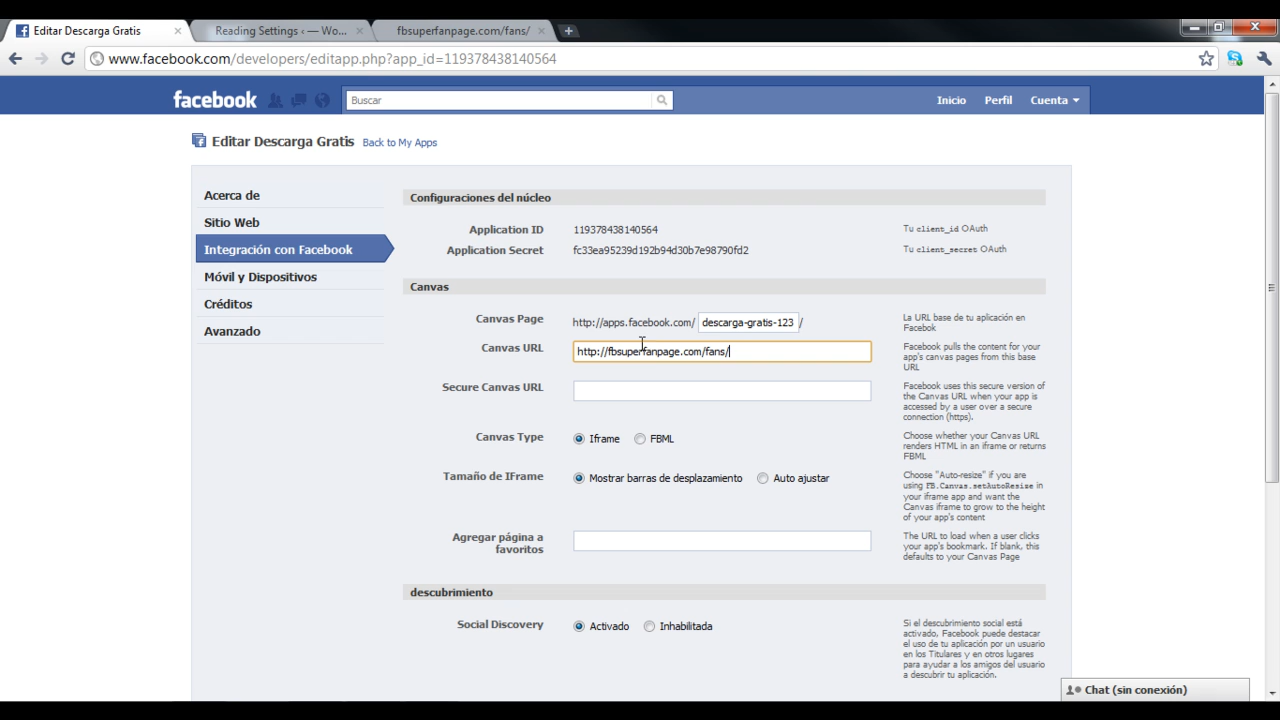 Editar Descarga Gratis
Reading Settings ‹ — Wo...
fbsuperfanpage.com/fans/
www.facebook.com/developers/editapp.php?app_id=119378438140564
facebook
Buscar
Inicio
Perfil
Cuenta
Editar Descarga Gratis
Back to My Apps
Acerca de
Sitio Web
Integración con Facebook
Móvil y Dispositivos
Créditos
Avanzado
Configuraciones del núcleo
Application ID
119378438140564
Tu client_id OAuth
Application Secret
fc33ea95239d192b94d30b7e98790fd2
Tu client_secret OAuth
Canvas
Canvas Page
http://apps.facebook.com/ descarga-gratis-123 /
La URL base de tu aplicación en
Facebok
Canvas URL
http://fbsuperfanpage.com/fans/
Facebook pulls the content for your
app's canvas pages from this base
URL
Secure Canvas URL
Facebook uses this secure version of
the Canvas URL when your app is
accessed by a user over a secure
connection (https).
Canvas Type
Iframe
FBML
Choose whether your Canvas URL
renders HTML in an iframe or returns
FBML
Tamaño de IFrame
Mostrar barras de desplazamiento
Auto ajustar
Choose "Auto-resize" if you are
using FB.Canvas.setAutoResize in
your iframe app and want the
Canvas iframe to grow to the height
of your app's content
Agregar página a
favoritos
The URL to load when a user clicks
your app's bookmark. If blank, this
defaults to your Canvas Page
descubrimiento
Social Discovery
Activado
Inhabilitada
Si el descubrimiento social está
activado, Facebook puede destacar
el uso de tu aplicación por un usuario
en los Titulares y en otros lugares
para ayudar a los amigos del usuario
a descubrir tu aplicación.
Chat (sin conexión)